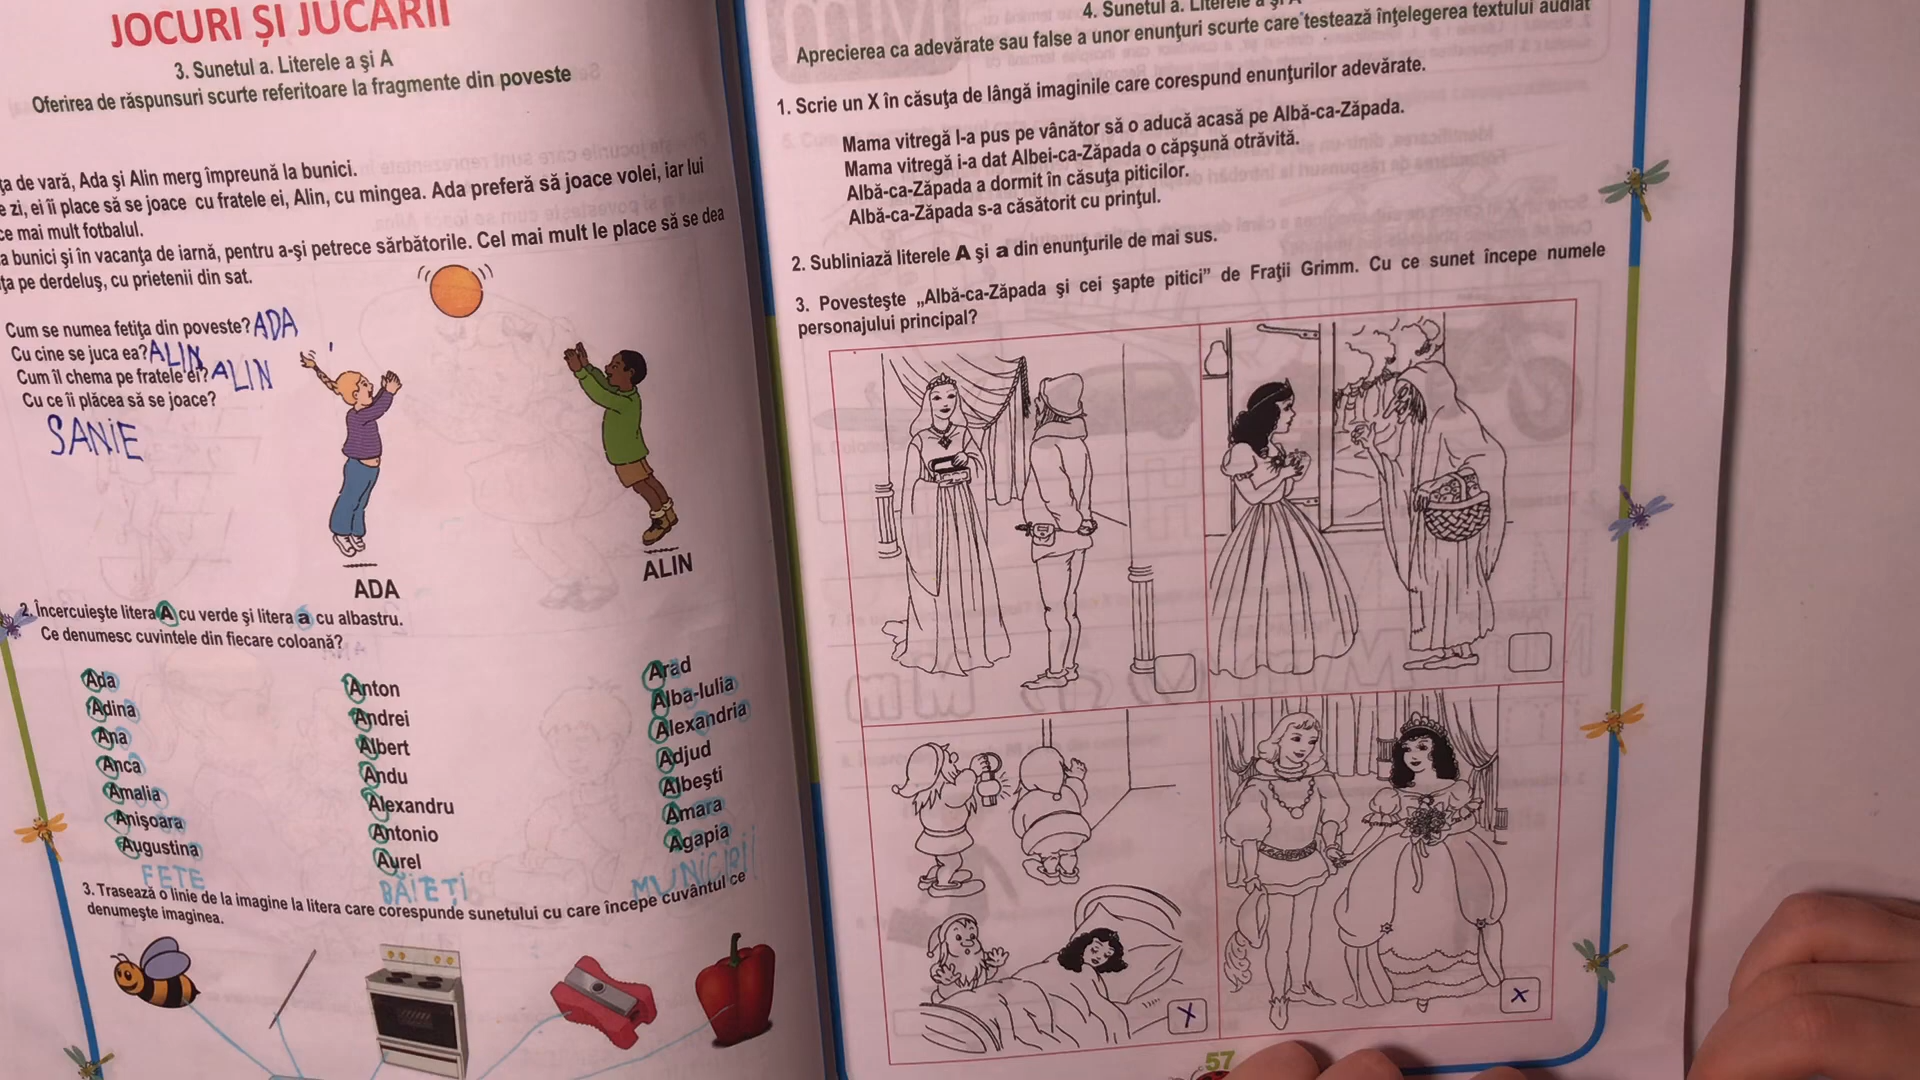 JOCURI ŞI JUCĂRII
3. Sunetul a. Literele a şi A
Oferirea de răspunsuri scurte referitoare la fragmente din poveste
ţa de vară, Ada şi Alin merg împreună la bunici.
e zi, ei îi place să se joace cu fratele ei, Alin, cu mingea. Ada preferă să joace volei, iar lui
ce mai mult fotbalul.
a bunici şi în vacanţa de iarnă, pentru a-şi petrece sărbătorile. Cel mai mult le place să se dea
ţa pe derdeluş, cu prietenii din sat.
Cum se numea fetiţa din poveste? ADA
Cu cine se juca ea? ALIN
Cum îl chema pe fratele ei? ALIN
Cu ce îi plăcea să se joace?
SANIE
ADA
ALIN
2. Încercuieşte litera A cu verde şi litera a cu albastru.
Ce denumesc cuvintele din fiecare coloană?
Ada
Adina
Ana
Anca
Amalia
Anişoara
Augustina
FETE
Anton
Andrei
Albert
Andu
Alexandru
Antonio
Aurel
BĂIEȚI
Arad
Alba-Iulia
Alexandria
Adjud
Albeşti
Amara
Agapia
3. Trasează o linie de la imagine la litera care corespunde sunetului cu care începe cuvântul ce
denumeşte imaginea.
4. Sunetul a. Literele a şi A
Aprecierea ca adevărate sau false a unor enunţuri scurte care testează înţelegerea textului audiat
1. Scrie un X în căsuţa de lângă imaginile care corespund enunţurilor adevărate.
Mama vitregă l-a pus pe vânător să o aducă acasă pe Albă-ca-Zăpada.
Mama vitregă i-a dat Albei-ca-Zăpada o căpşună otrăvită.
Albă-ca-Zăpada a dormit în căsuţa piticilor.
Albă-ca-Zăpada s-a căsătorit cu prinţul.
2. Subliniază literele A şi a din enunţurile de mai sus.
3. Povesteşte „Albă-ca-Zăpada şi cei şapte pitici” de Fraţii Grimm. Cu ce sunet începe numele
personajului principal?
X
X
57